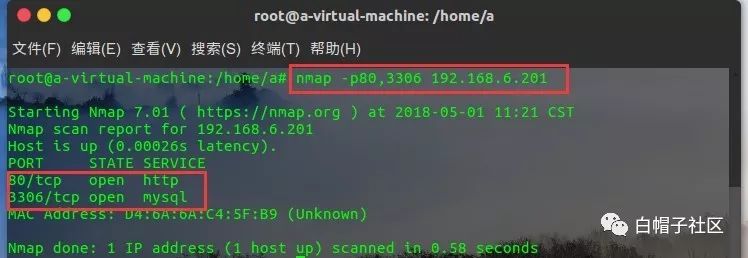 root@a-virtual-machine: /home/a
文件(F) 编辑(E) 查看(V) 搜索(S) 终端(T) 帮助(H)
root@a-virtual-machine:/home/a# nmap -p80,3306 192.168.6.201
Starting Nmap 7.01 ( https://nmap.org ) at 2018-05-01 11:21 CST
Nmap scan report for 192.168.6.201
Host is up (0.00026s latency).
PORT     STATE SERVICE
80/tcp   open  http
3306/tcp open  mysql
MAC Address: D4:6A:6A:C4:5F:B9 (Unknown)
Nmap done: 1 IP address (1 host up) scanned in 0.58 seconds
白帽子社区